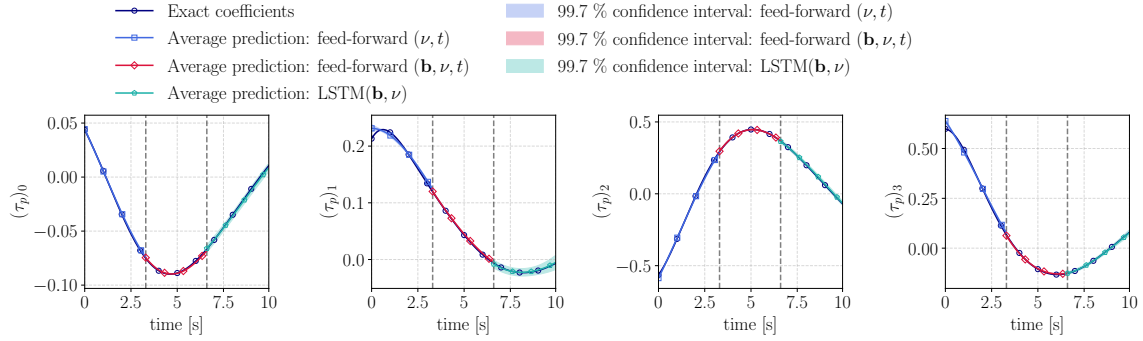 Exact coefficients
Average prediction: feed-forward (ν, t)
Average prediction: feed-forward (b, ν, t)
Average prediction: LSTM(b, ν)
99.7 % confidence interval: feed-forward (ν, t)
99.7 % confidence interval: feed-forward (b, ν, t)
99.7 % confidence interval: LSTM(b, ν)
(τp)0
0.05
0.00
−0.05
−0.10
0 2.5 5 7.5 10
time [s]
(τp)1
0.2
0.1
0.0
0 2.5 5 7.5 10
time [s]
(τp)2
0.5
0.0
−0.5
0 2.5 5 7.5 10
time [s]
(τp)3
0.50
0.25
0.00
0 2.5 5 7.5 10
time [s]